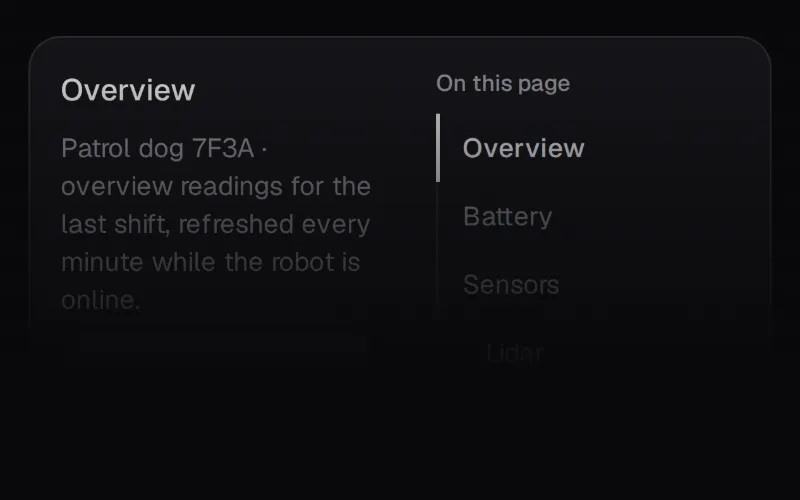 Overview
Patrol dog 7F3A ·
overview readings for the
last shift, refreshed every
minute while the robot is
online.
On this page
Overview
Battery
Sensors
Lidar